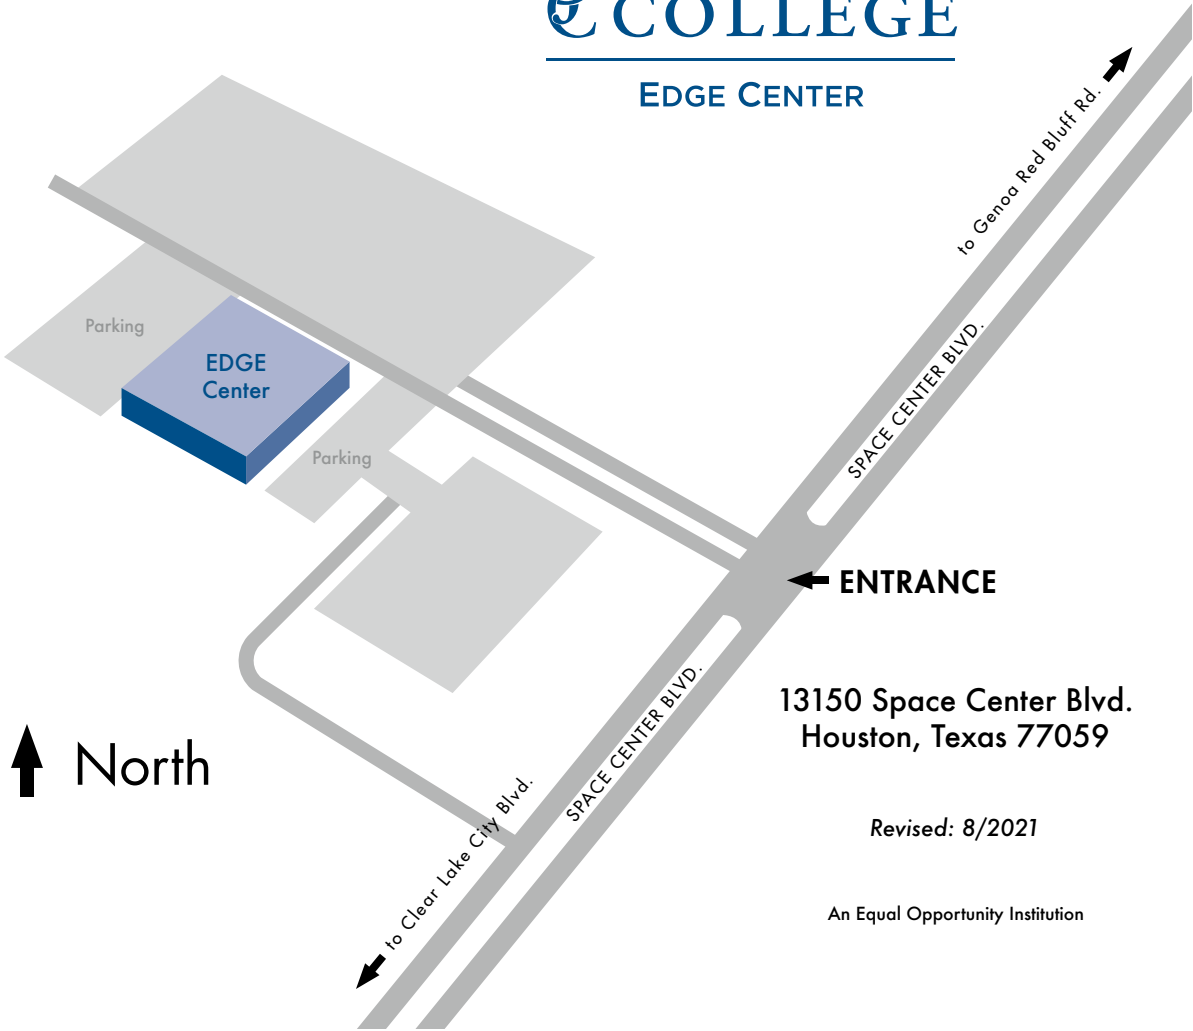 COLLEGE
EDGE CENTER
to Genoa Red Bluff Rd.
Parking
EDGE
Center
SPACE CENTER BLVD.
Parking
ENTRANCE
13150 Space Center Blvd.
Houston, Texas 77059
SPACE CENTER BLVD.
North
to Clear Lake City Blvd.
Revised: 8/2021
An Equal Opportunity Institution